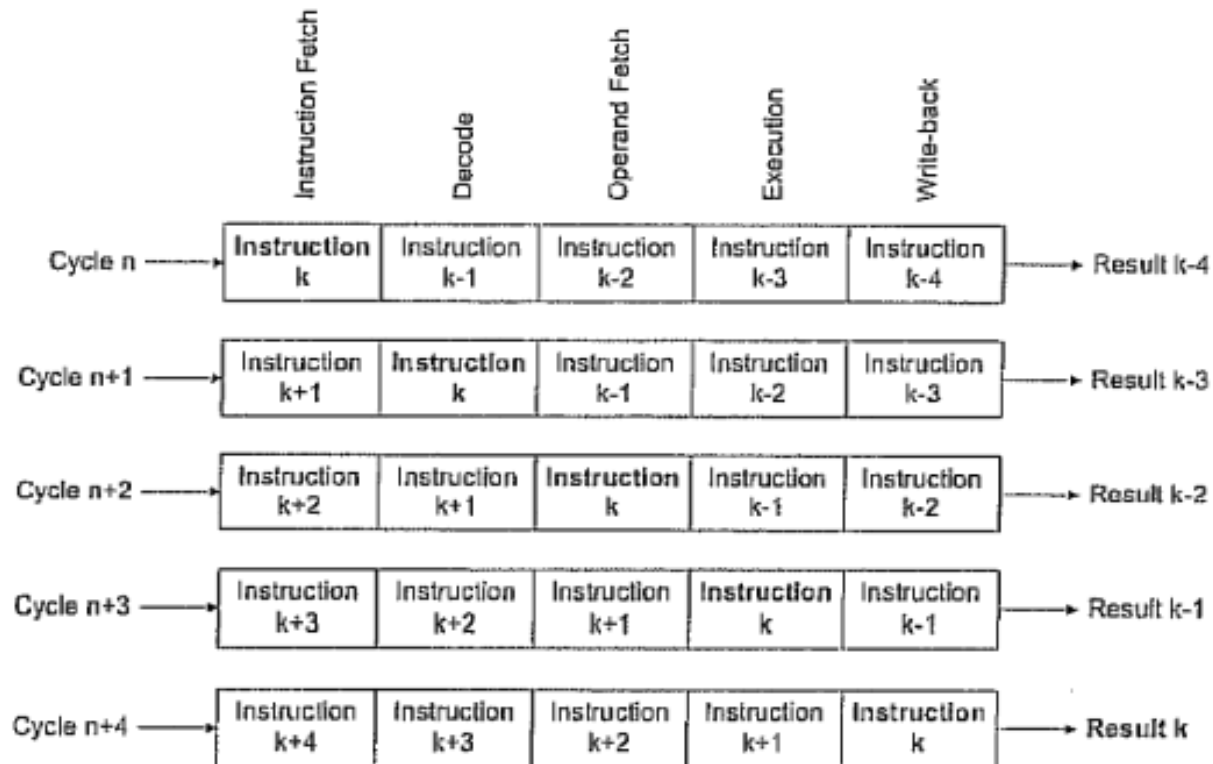 Instruction Fetch
Decode
Operand Fetch
Execution
Write-back
Cycle n
Instruction
k
Instruction
k-1
Instruction
k-2
Instruction
k-3
Instruction
k-4
Result k-4
Cycle n+1
Instruction
k+1
Instruction
k
Instruction
k-1
Instruction
k-2
Instruction
k-3
Result k-3
Cycle n+2
Instruction
k+2
Instruction
k+1
Instruction
k
Instruction
k-1
Instruction
k-2
Result k-2
Cycle n+3
Instruction
k+3
Instruction
k+2
Instruction
k+1
Instruction
k
Instruction
k-1
Result k-1
Cycle n+4
Instruction
k+4
Instruction
k+3
Instruction
k+2
Instruction
k+1
Instruction
k
Result k